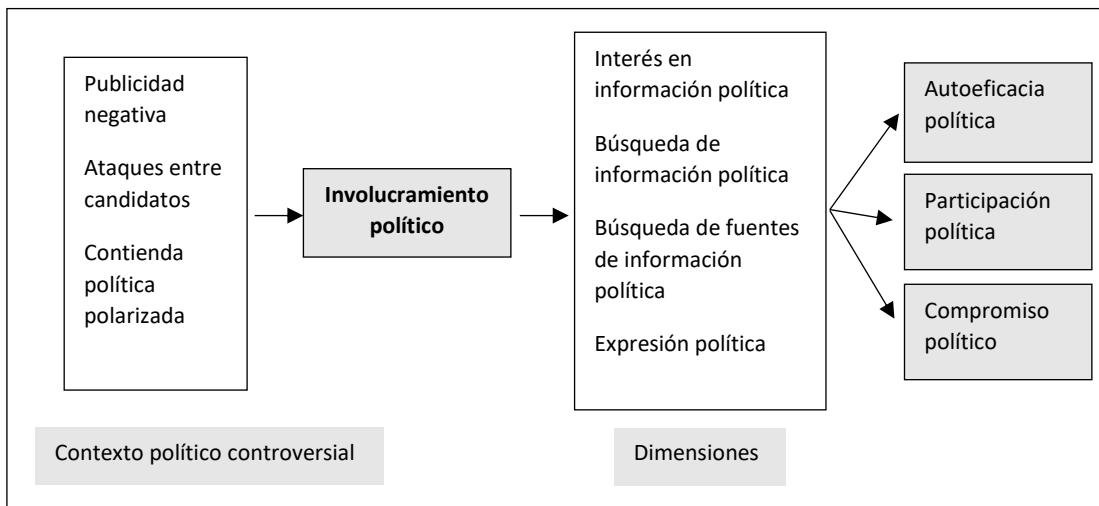 Publicidad
negativa
Ataques entre
candidatos
Contienda
política
polarizada
Contexto político controversial
Involucramiento
político
Interés en
información política
Búsqueda de
información política
Búsqueda de fuentes
de información
política
Expresión política
Dimensiones
Autoeficacia
política
Participación
política
Compromiso
político